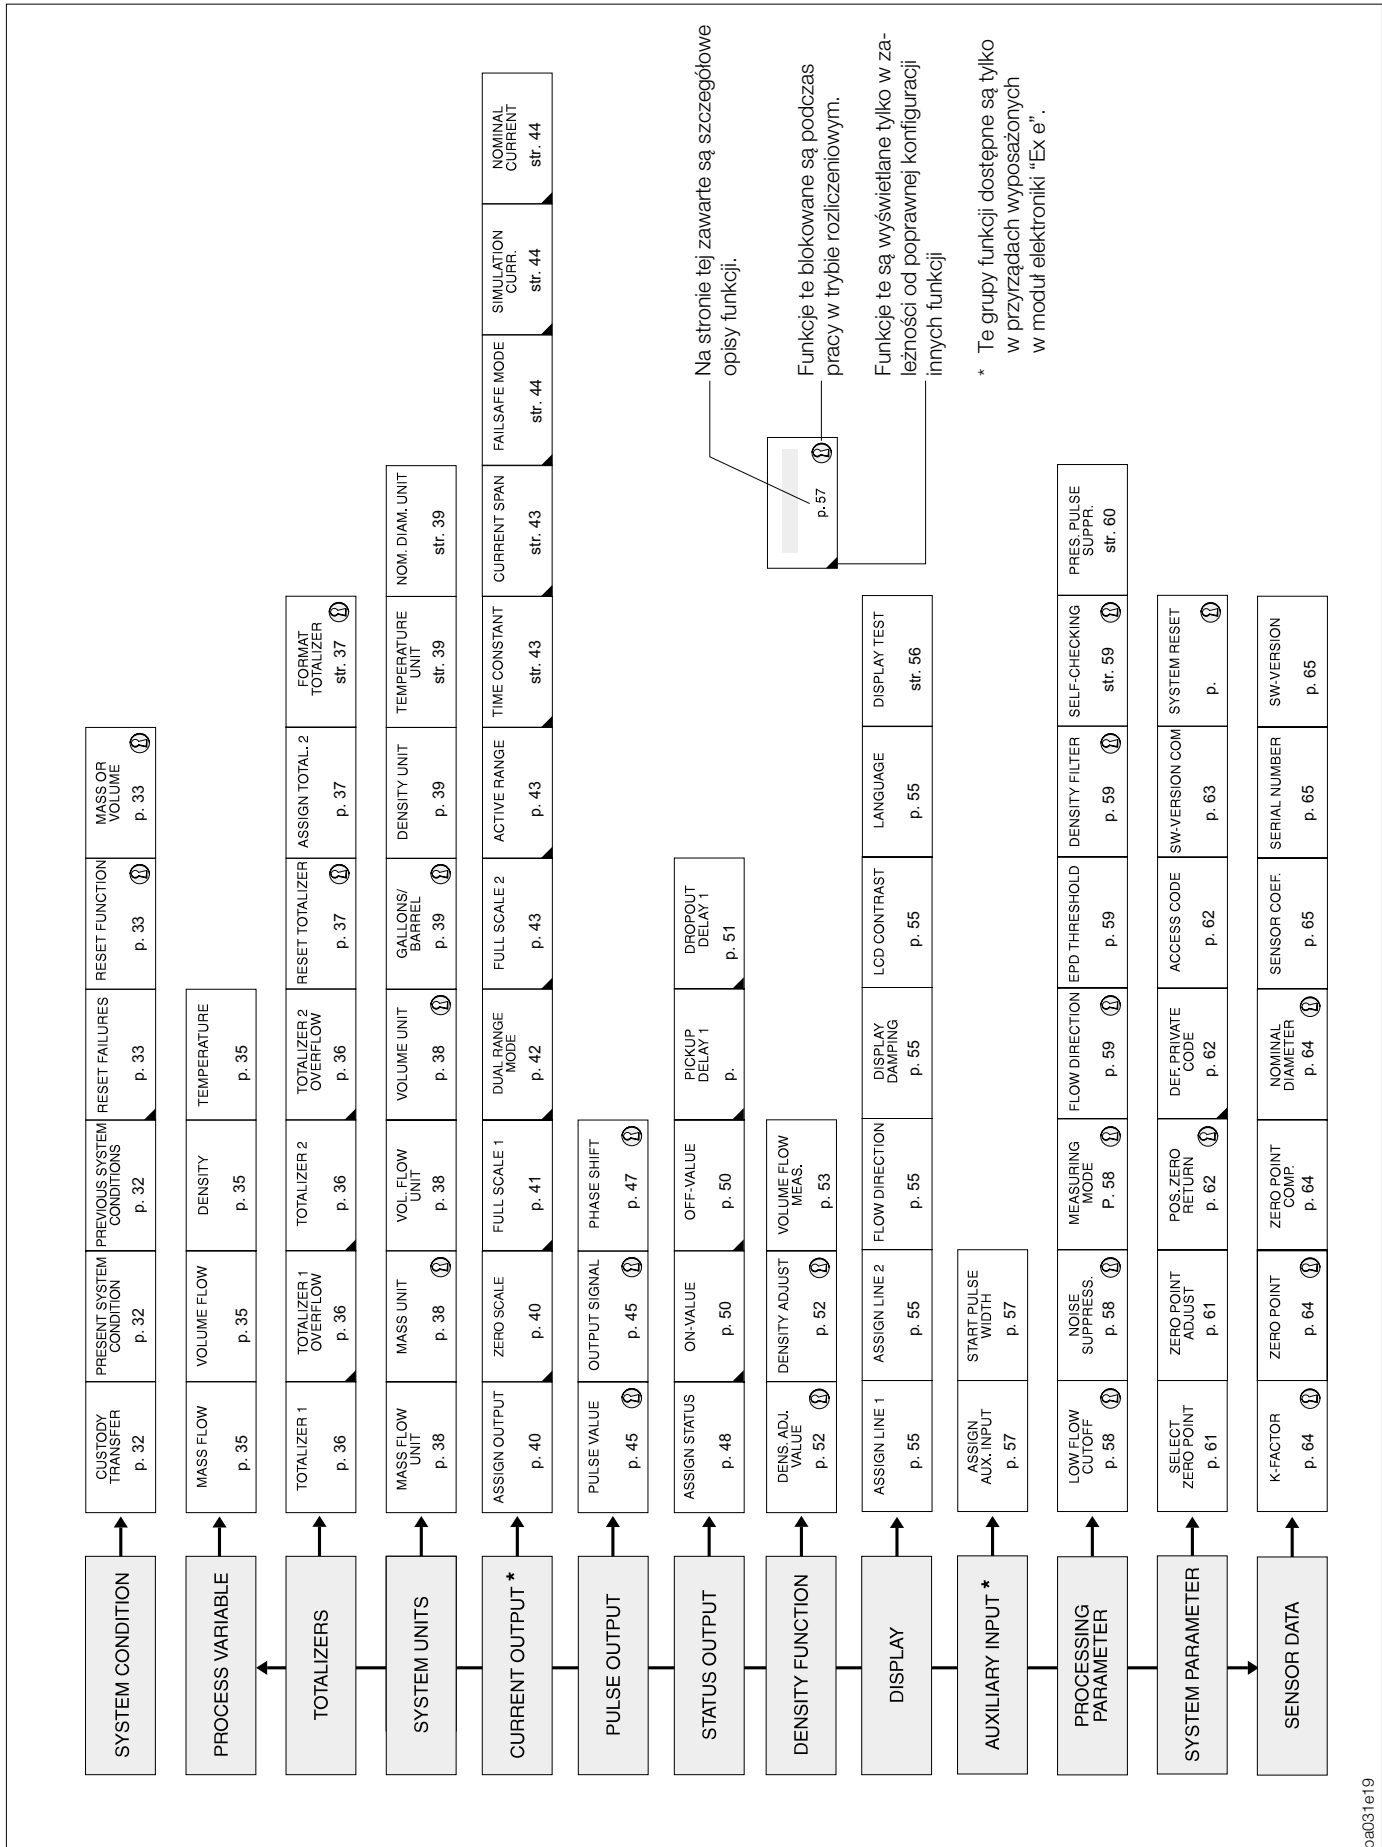 SYSTEM CONDITION
CUSTODY
TRANSFER
p. 32
PRESENT SYSTEM
CONDITION
p. 32
PREVIOUS SYSTEM
CONDITIONS
p. 32
RESET FAILURES
p. 33
RESET FUNCTION
p. 33
MASS OR
VOLUME
p. 33
PROCESS VARIABLE
MASS FLOW
p. 35
VOLUME FLOW
p. 35
DENSITY
p. 35
TEMPERATURE
p. 35
TOTALIZERS
TOTALIZER 1
p. 36
TOTALIZER 1
OVERFLOW
p. 36
TOTALIZER 2
p. 36
TOTALIZER 2
OVERFLOW
p. 36
RESET TOTALIZER
p. 37
ASSIGN TOTAL. 2
p. 37
FORMAT
TOTALIZER
str. 37
SYSTEM UNITS
MASS FLOW
UNIT
p. 38
MASS UNIT
p. 38
VOL. FLOW
UNIT
p. 38
VOLUME UNIT
p. 38
GALLONS/
BARREL
p. 39
DENSITY UNIT
p. 39
TEMPERATURE
UNIT
str. 39
NOM. DIAM. UNIT
str. 39
CURRENT OUTPUT *
ASSIGN OUTPUT
p. 40
ZERO SCALE
p. 40
FULL SCALE 1
p. 41
DUAL RANGE
MODE
p. 42
FULL SCALE 2
p. 43
ACTIVE RANGE
p. 43
TIME CONSTANT
str. 43
CURRENT SPAN
str. 43
FAILSAFE MODE
str. 44
SIMULATION
CURR.
str. 44
NOMINAL
CURRENT
str. 44
PULSE OUTPUT
PULSE VALUE
p. 45
OUTPUT SIGNAL
p. 45
PHASE SHIFT
p. 47
STATUS OUTPUT
ASSIGN STATUS
p. 48
ON-VALUE
p. 50
OFF-VALUE
p. 50
PICKUP
DELAY 1
p.
DROPOUT
DELAY 1
p. 51
DENSITY FUNCTION
DENS. ADJ.
VALUE
p. 52
DENSITY ADJUST
p. 52
VOLUME FLOW
MEAS.
p. 53
DISPLAY
ASSIGN LINE 1
p. 55
ASSIGN LINE 2
p. 55
FLOW DIRECTION
p. 55
DISPLAY
DAMPING
p. 55
LCD CONTRAST
p. 55
LANGUAGE
p. 55
DISPLAY TEST
str. 56
AUXILIARY INPUT *
ASSIGN
AUX. INPUT
p. 57
START PULSE
WIDTH
p. 57
PROCESSING
PARAMETER
LOW FLOW
CUTOFF
p. 58
NOISE
SUPPRESS.
p. 58
MEASURING
MODE
P. 58
FLOW DIRECTION
p. 59
EPD THRESHOLD
p. 59
DENSITY FILTER
p. 59
SELF-CHECKING
str. 59
PRES. PULSE
SUPPR.
str. 60
SYSTEM PARAMETER
SELECT
ZERO POINT
p. 61
ZERO POINT
ADJUST
p. 61
POS. ZERO
RETURN
p. 62
DEF. PRIVATE
CODE
p. 62
ACCESS CODE
p. 62
SW-VERSION COM
p. 63
SYSTEM RESET
p.
SENSOR DATA
K-FACTOR
p. 64
ZERO POINT
p. 64
ZERO POINT
COMP.
p. 64
NOMINAL
DIAMETER
p. 64
SENSOR COEF.
p. 65
SERIAL NUMBER
p. 65
SW-VERSION
p. 65
p. 57
Na stronie tej zawarte są szczegółowe
opisy funkcji.
Funkcje te blokowane są podczas
pracy w trybie rozliczeniowym.
Funkcje te są wyświetlane tylko w za-
leżności od poprawnej konfiguracji
innych funkcji
* Te grupy funkcji dostępne są tylko
w przyrządach wyposażonych
w moduł elektroniki “Ex e”.
ba031e19